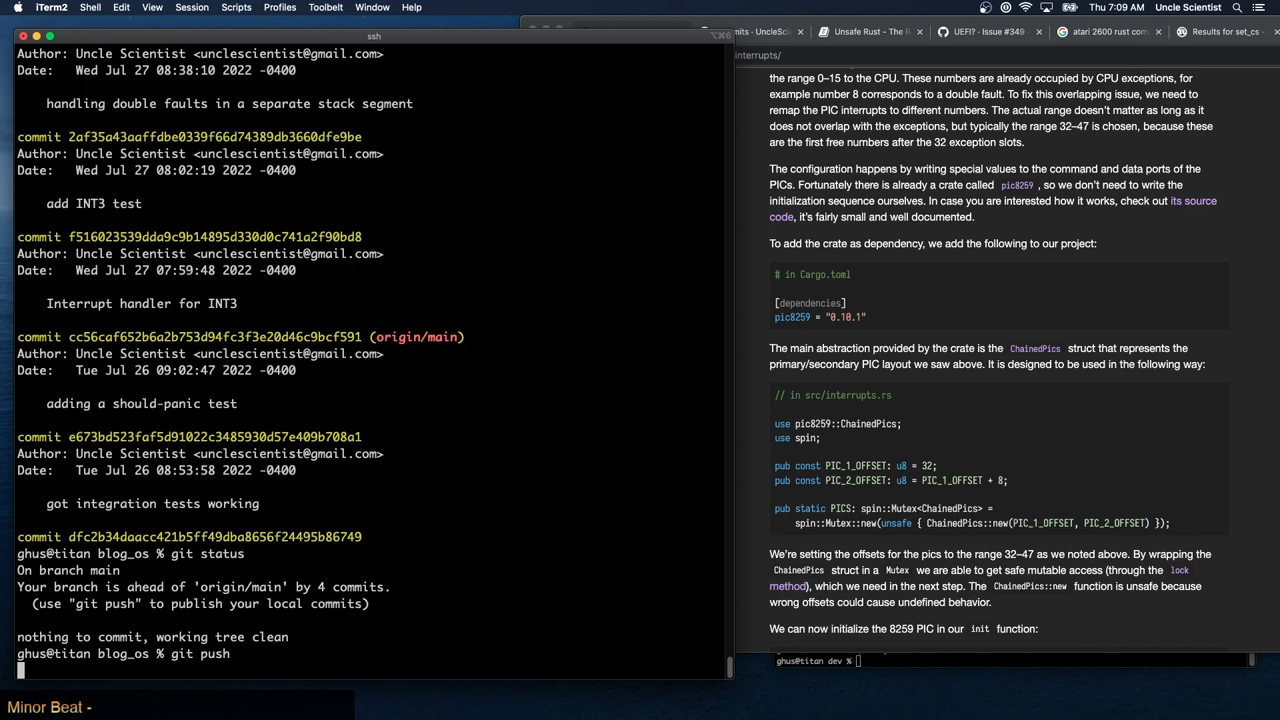 iTerm2 Shell Edit View Session Scripts Profiles Toolbelt Window Help
Thu 7:09 AM Uncle Scientist
ssh
⌥⌘6
Author: Uncle Scientist <unclescientist@gmail.com>
Date: Wed Jul 27 08:38:10 2022 -0400
handling double faults in a separate stack segment
commit 2af35a43aaffdbe0339f66d74389db3660dfe9be
Author: Uncle Scientist <unclescientist@gmail.com>
Date: Wed Jul 27 08:02:19 2022 -0400
add INT3 test
commit f516023539dda9c9b14895d330d0c741a2f90bd8
Author: Uncle Scientist <unclescientist@gmail.com>
Date: Wed Jul 27 07:59:48 2022 -0400
Interrupt handler for INT3
commit cc56caf652b6a2b753d94fc3f3e20d46c9bcf591 (origin/main)
Author: Uncle Scientist <unclescientist@gmail.com>
Date: Tue Jul 26 09:02:47 2022 -0400
adding a should-panic test
commit e673bd523faf5d91022c3485930d57e409b708a1
Author: Uncle Scientist <unclescientist@gmail.com>
Date: Tue Jul 26 08:53:58 2022 -0400
got integration tests working
commit dfc2b34daacc421b5ff49dba8656f24495b86749
ghus@titan blog_os % git status
On branch main
Your branch is ahead of 'origin/main' by 4 commits.
(use "git push" to publish your local commits)
nothing to commit, working tree clean
ghus@titan blog_os % git push
mits · UncleSci
Unsafe Rust - The R
UEFI? · Issue #349
atari 2600 rust com
Results for set_cs -
interrupts/
the range 0–15 to the CPU. These numbers are already occupied by CPU exceptions, for
example number 8 corresponds to a double fault. To fix this overlapping issue, we need to
remap the PIC interrupts to different numbers. The actual range doesn't matter as long as it
does not overlap with the exceptions, but typically the range 32–47 is chosen, because these
are the first free numbers after the 32 exception slots.
The configuration happens by writing special values to the command and data ports of the
PICs. Fortunately there is already a crate called pic8259 , so we don't need to write the
initialization sequence ourselves. In case you are interested how it works, check out its source
code, it's fairly small and well documented.
To add the crate as dependency, we add the following to our project:
# in Cargo.toml
[dependencies]
pic8259 = "0.10.1"
The main abstraction provided by the crate is the ChainedPics struct that represents the
primary/secondary PIC layout we saw above. It is designed to be used in the following way:
// in src/interrupts.rs
use pic8259::ChainedPics;
use spin;
pub const PIC_1_OFFSET: u8 = 32;
pub const PIC_2_OFFSET: u8 = PIC_1_OFFSET + 8;
pub static PICS: spin::Mutex<ChainedPics> =
spin::Mutex::new(unsafe { ChainedPics::new(PIC_1_OFFSET, PIC_2_OFFSET) });
We're setting the offsets for the pics to the range 32–47 as we noted above. By wrapping the
ChainedPics struct in a Mutex we are able to get safe mutable access (through the lock
method), which we need in the next step. The ChainedPics::new function is unsafe because
wrong offsets could cause undefined behavior.
We can now initialize the 8259 PIC in our init function:
ghus@titan dev %
Minor Beat -